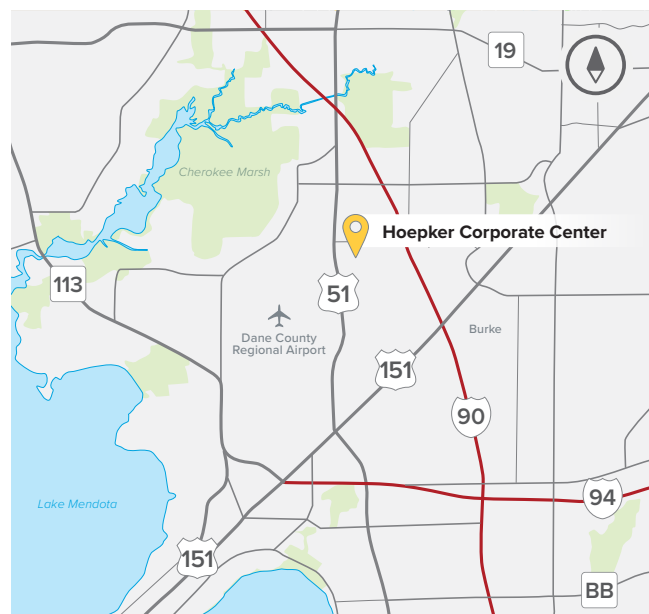 19
Cherokee Marsh
Hoepker Corporate Center
113
51
Dane County
Regional Airport
Burke
151
90
Lake Mendota
94
151
BB